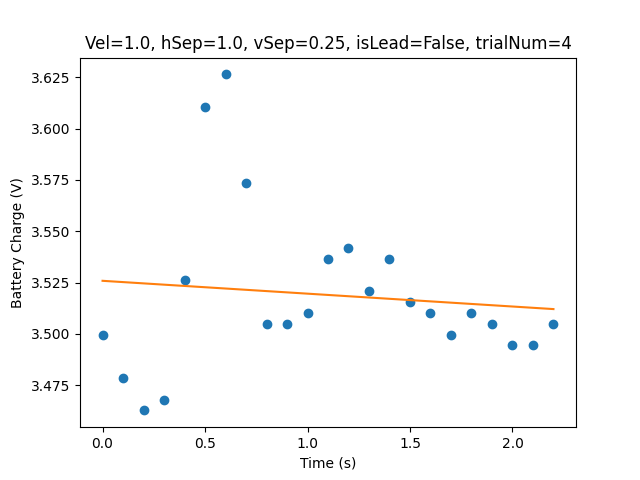 Vel=1.0, hSep=1.0, vSep=0.25, isLead=False, trialNum=4
3.625
3.600
3.575
3.550
3.525
3.500
3.475
Battery Charge (V)
0.0 0.5 1.0 1.5 2.0
Time (s)